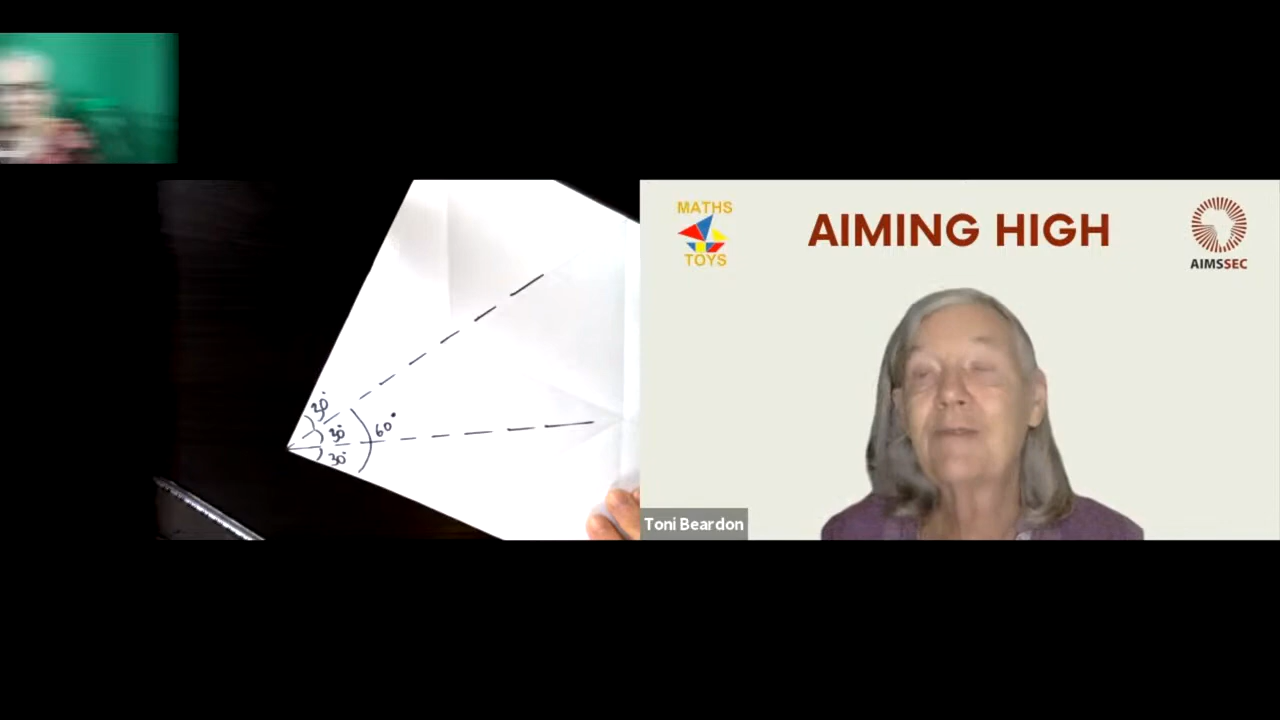 30°
30°
60°
30°
MATHS
TOYS
AIMING HIGH
AIMSSEC
Toni Beardon